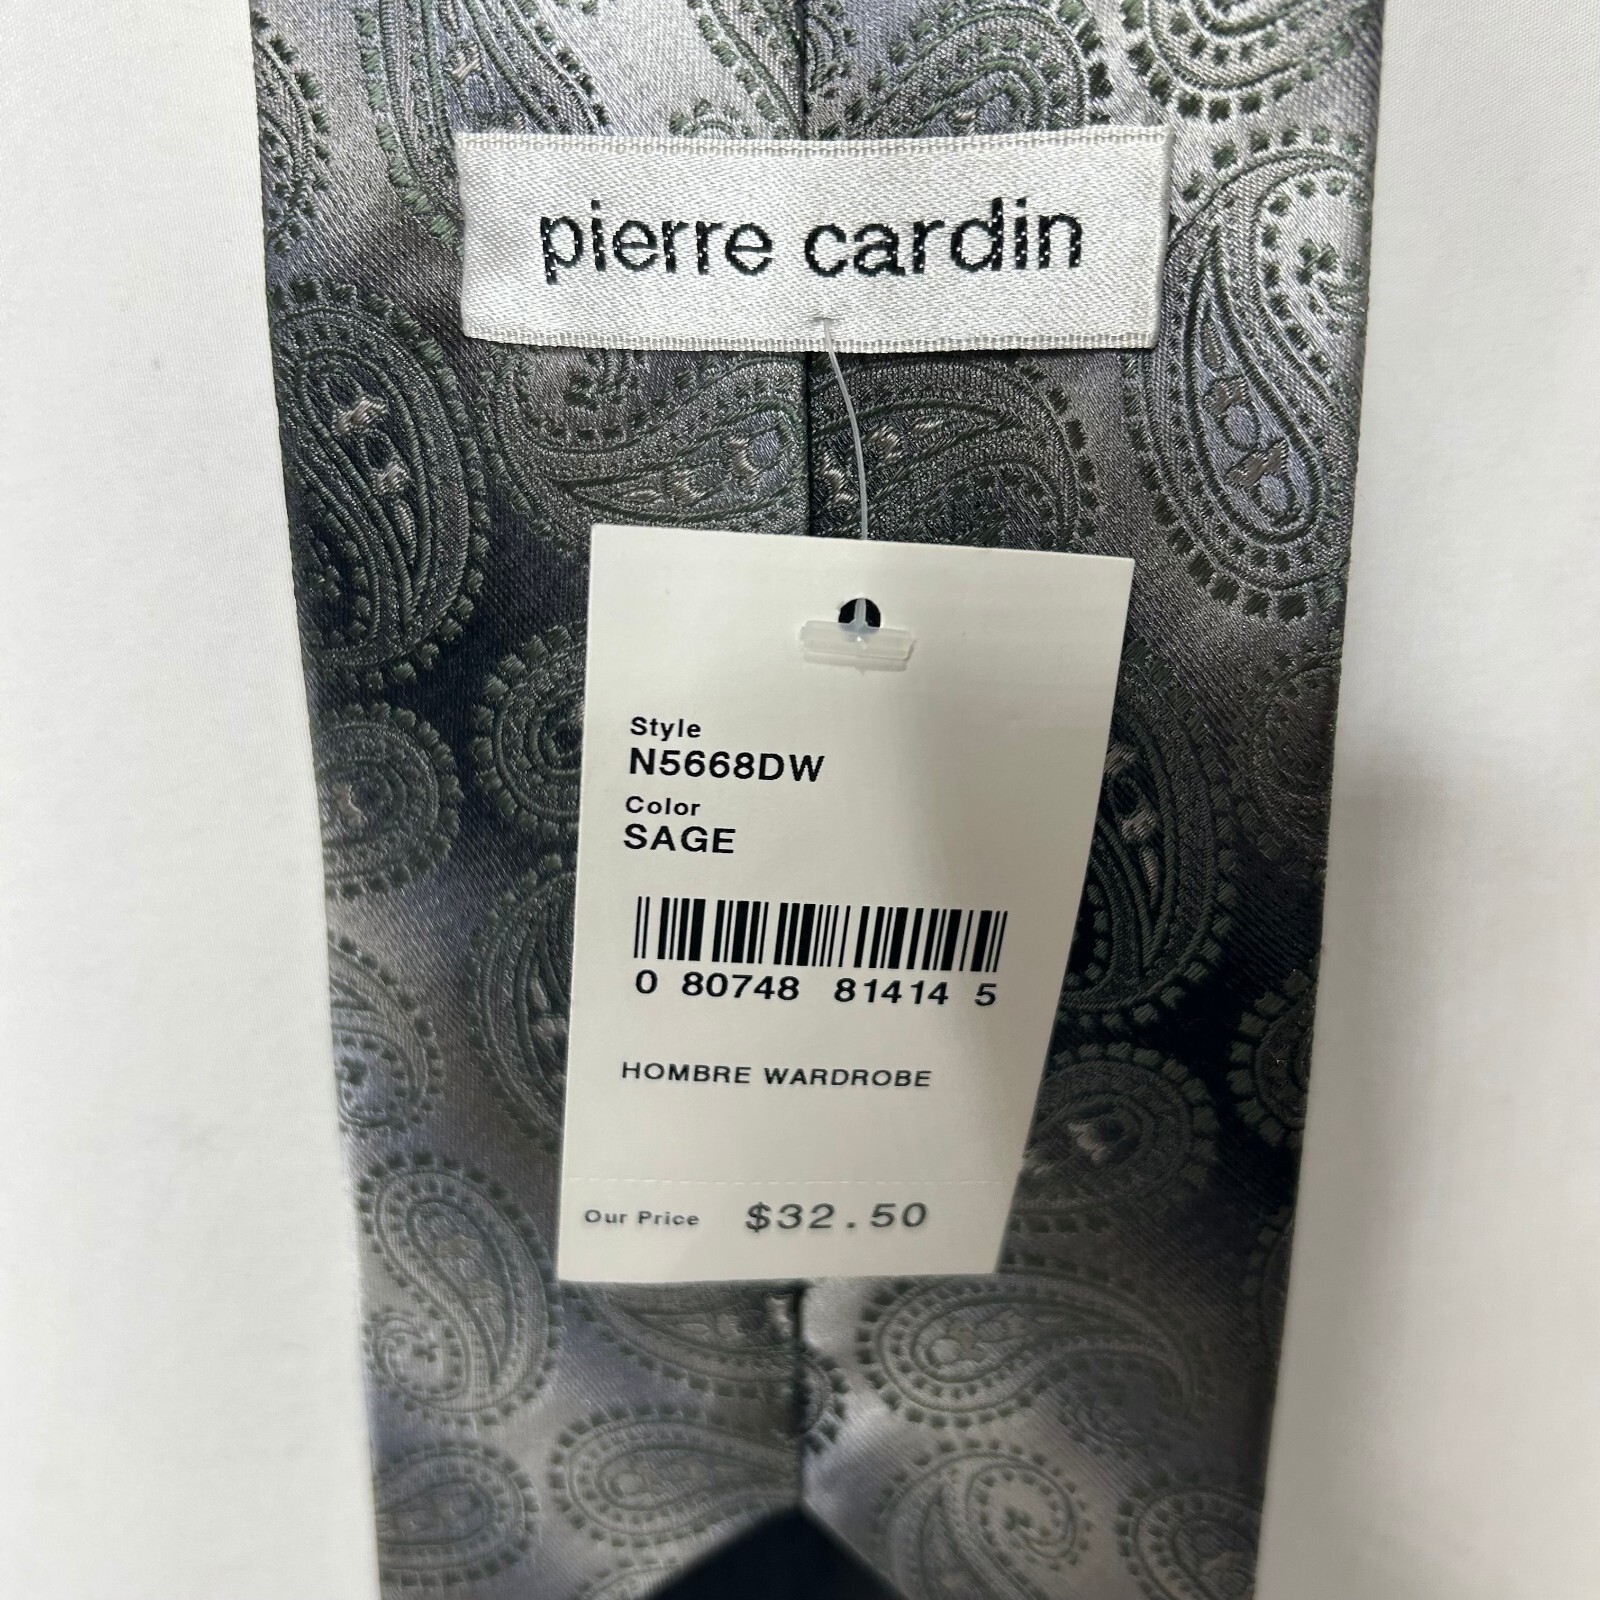 pierre cardin
Style
N5668DW
Color
SAGE
0 80748 81414 5
HOMBRE WARDROBE
Our Price $32.50